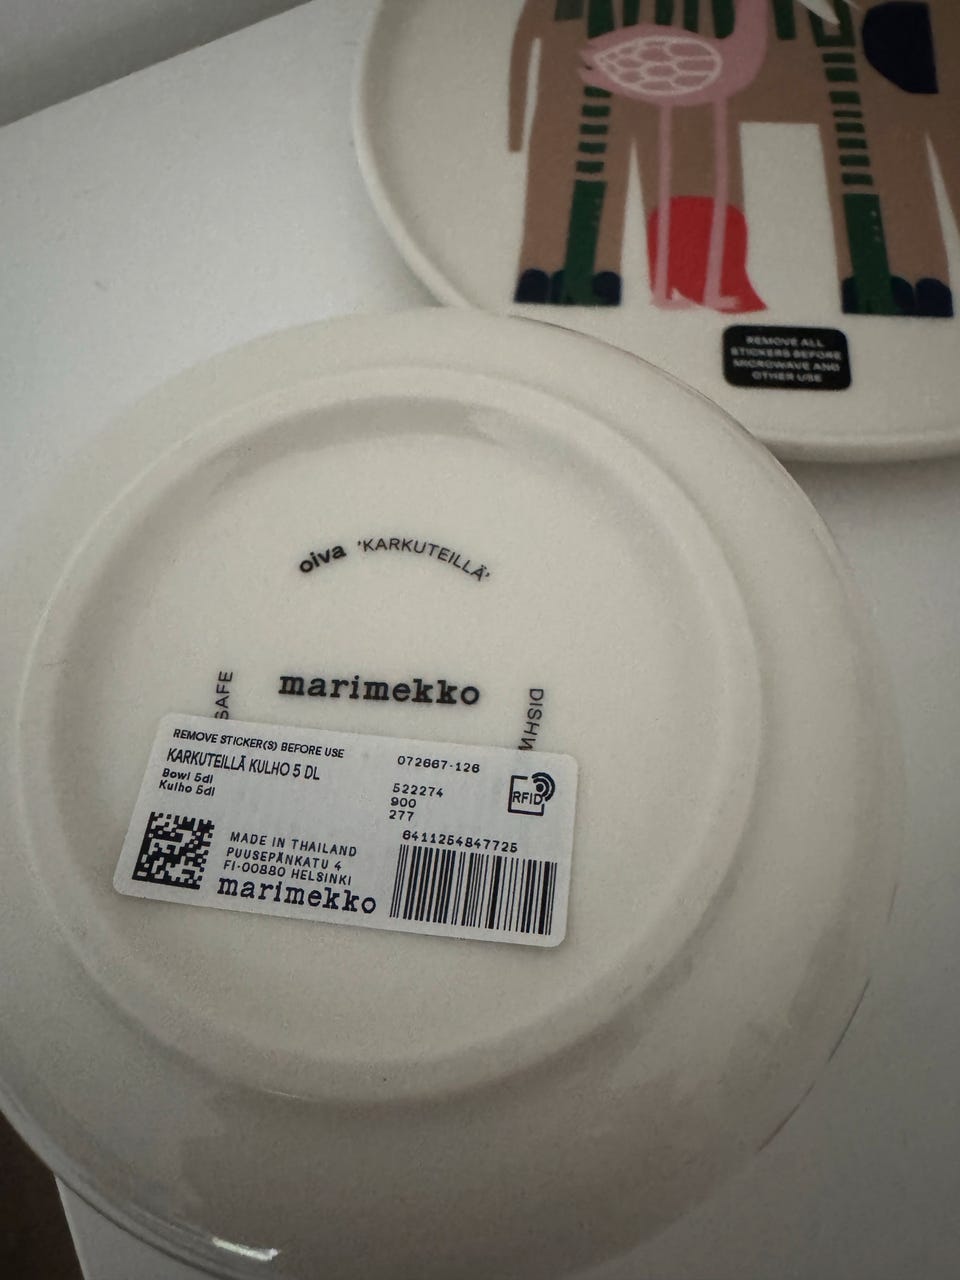 REMOVE ALL
STICKERS BEFORE
MICROWAVE AND
OTHER USE
oiva 'KARKUTEILLÄ'
marimekko
SAFE
DISHW
REMOVE STICKER(S) BEFORE USE
KARKUTEILLÄ KULHO 5 DL
Bowl 5dl
Kulho 5dl
072667-126
522274
900
277
RFID
6411254847725
MADE IN THAILAND
PUUSEPÄNKATU 4
FI-00880 HELSINKI
marimekko